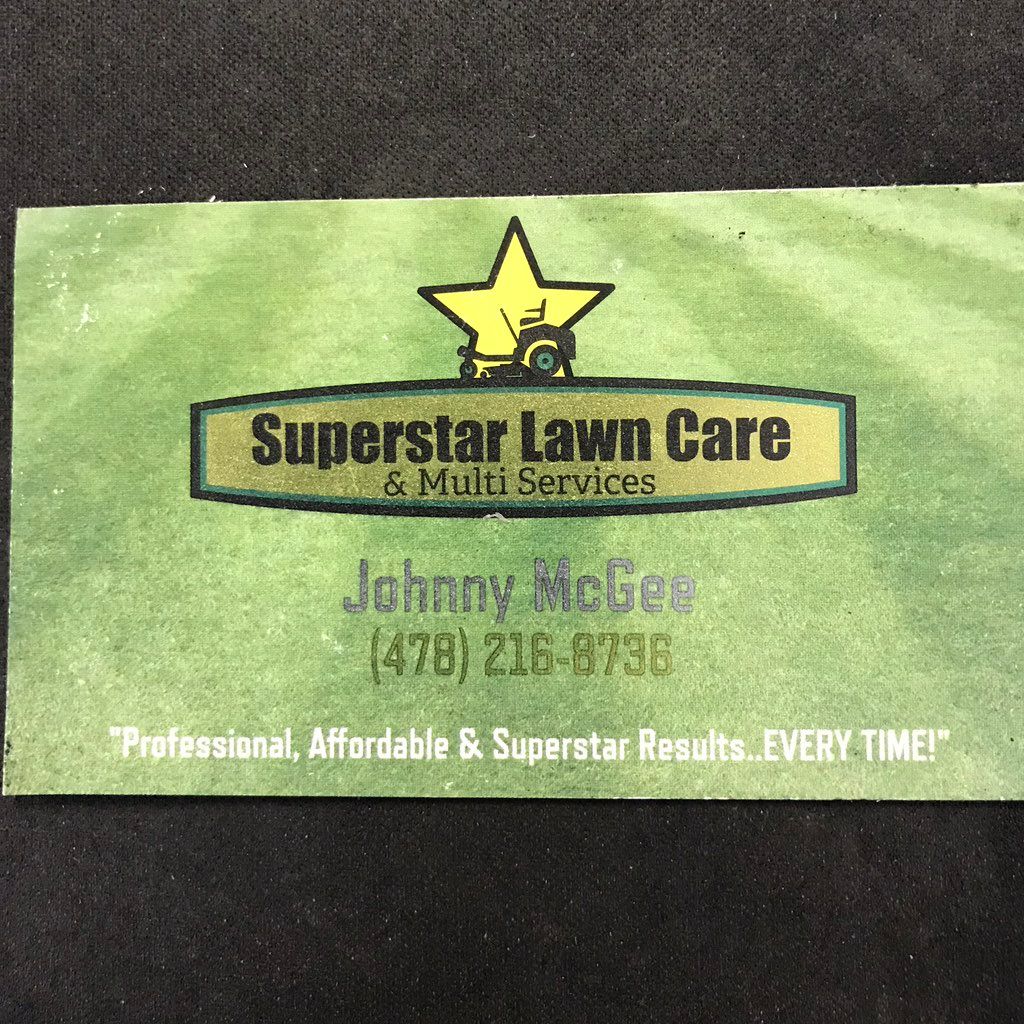 Superstar Lawn Care
& Multi Services
Johnny McGee
(478) 216-8736
"Professional, Affordable & Superstar Results..EVERY TIME!"